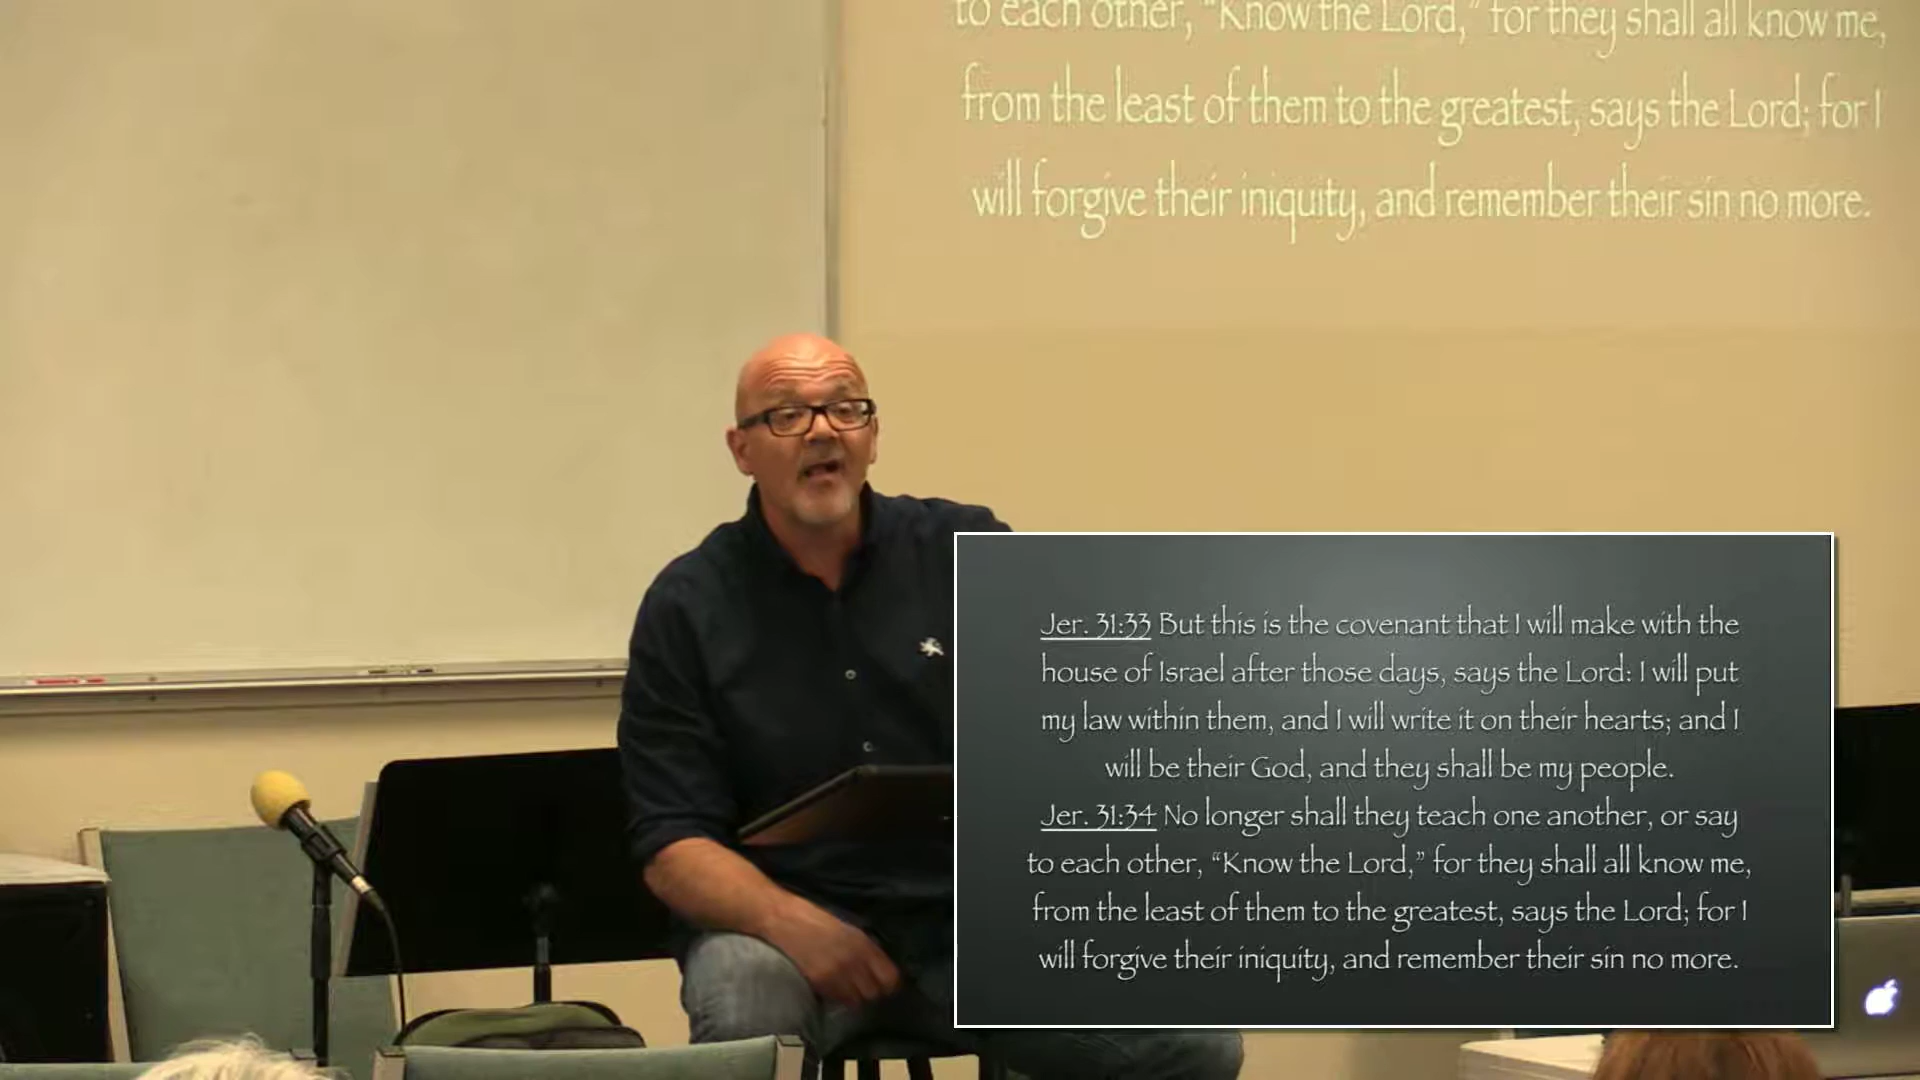 to each other, “Know the Lord,” for they shall all know me,
from the least of them to the greatest, says the Lord; for I
will forgive their iniquity, and remember their sin no more.
Jer. 31:33 But this is the covenant that I will make with the
house of Israel after those days, says the Lord: I will put
my law within them, and I will write it on their hearts; and I
will be their God, and they shall be my people.
Jer. 31:34 No longer shall they teach one another, or say
to each other, “Know the Lord,” for they shall all know me,
from the least of them to the greatest, says the Lord; for I
will forgive their iniquity, and remember their sin no more.